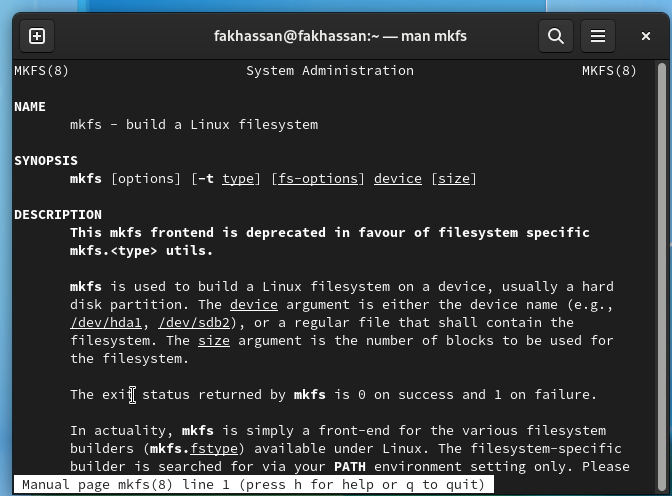 fakhassan@fakhassan:~ — man mkfs
MKFS(8) System Administration MKFS(8)
NAME
mkfs - build a Linux filesystem
SYNOPSIS
mkfs [options] [-t type] [fs-options] device [size]
DESCRIPTION
This mkfs frontend is deprecated in favour of filesystem specific
mkfs.<type> utils.
mkfs is used to build a Linux filesystem on a device, usually a hard
disk partition. The device argument is either the device name (e.g.,
/dev/hda1, /dev/sdb2), or a regular file that shall contain the
filesystem. The size argument is the number of blocks to be used for
the filesystem.
The exit status returned by mkfs is 0 on success and 1 on failure.
In actuality, mkfs is simply a front-end for the various filesystem
builders (mkfs.fstype) available under Linux. The filesystem-specific
builder is searched for via your PATH environment setting only. Please
Manual page mkfs(8) line 1 (press h for help or q to quit)